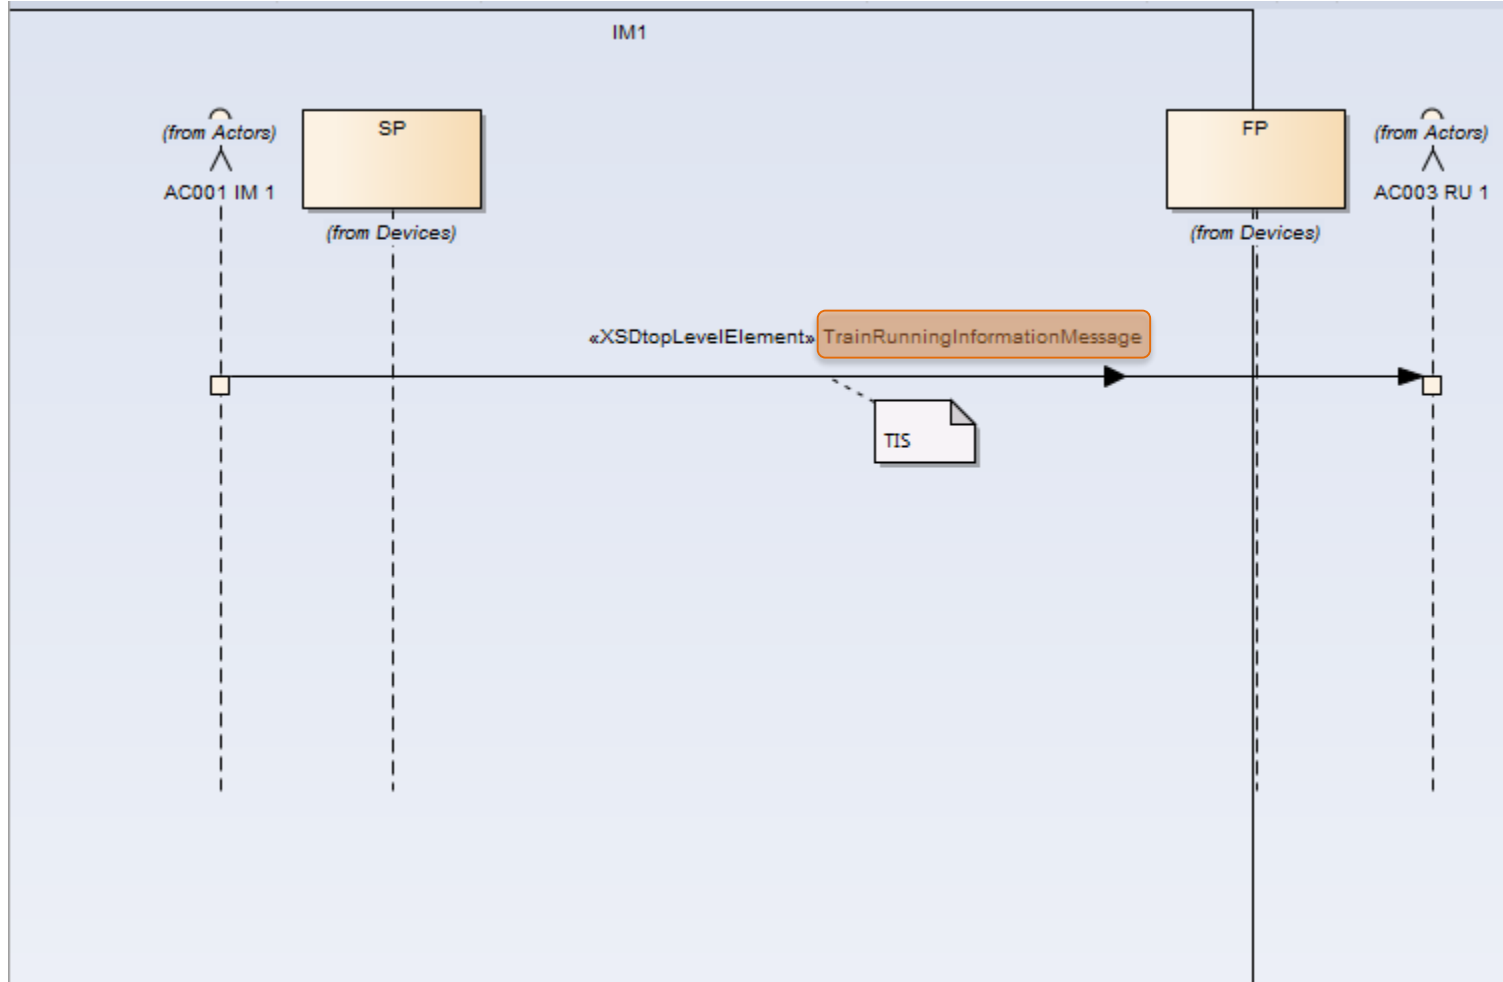 IM1
(from Actors)
AC001 IM 1
SP
(from Devices)
FP
(from Devices)
(from Actors)
AC003 RU 1
«XSDtopLevelElement» TrainRunningInformationMessage
TIS